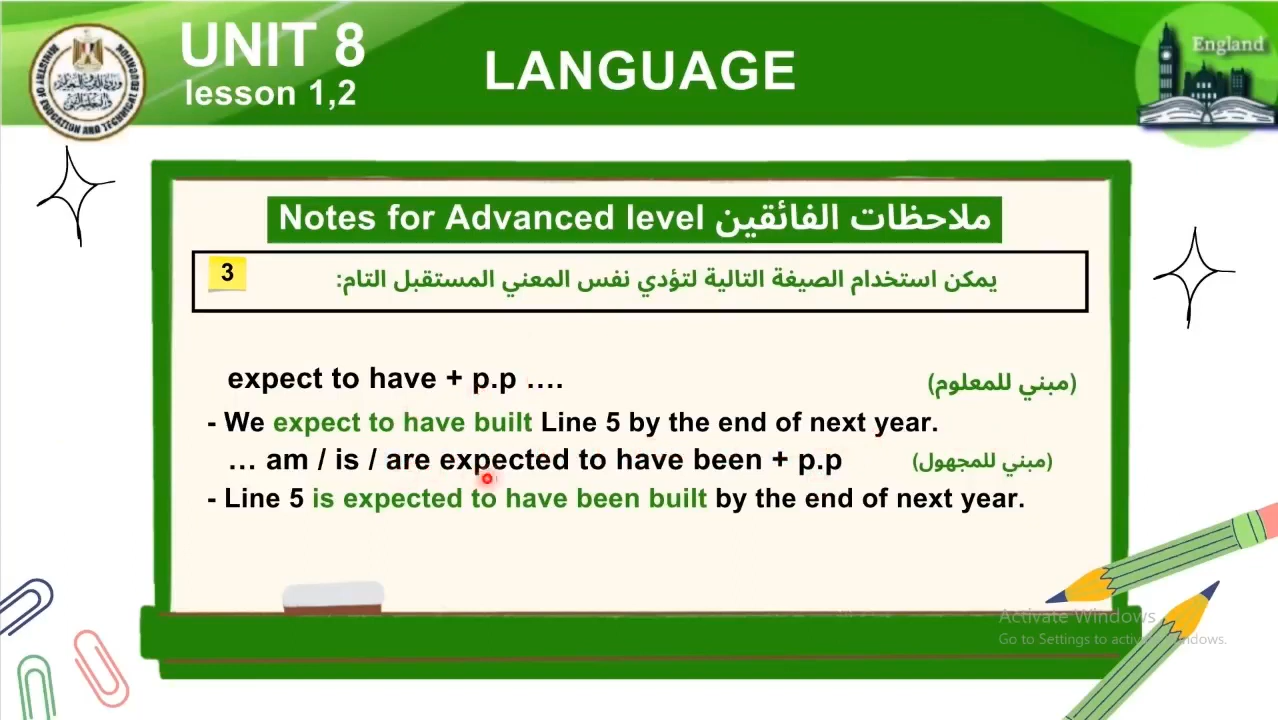 UNIT 8
lesson 1,2
LANGUAGE
England
Notes for Advanced level ملاحظات الفائقين
3
يمكن استخدام الصيغة التالية لتؤدي نفس المعني المستقبل التام:
expect to have + p.p ….
(مبني للمعلوم)
- We expect to have built Line 5 by the end of next year.
… am / is / are expected to have been + p.p
(مبني للمجهول)
- Line 5 is expected to have been built by the end of next year.
Activate Windows
Go to Settings to activate Windows.